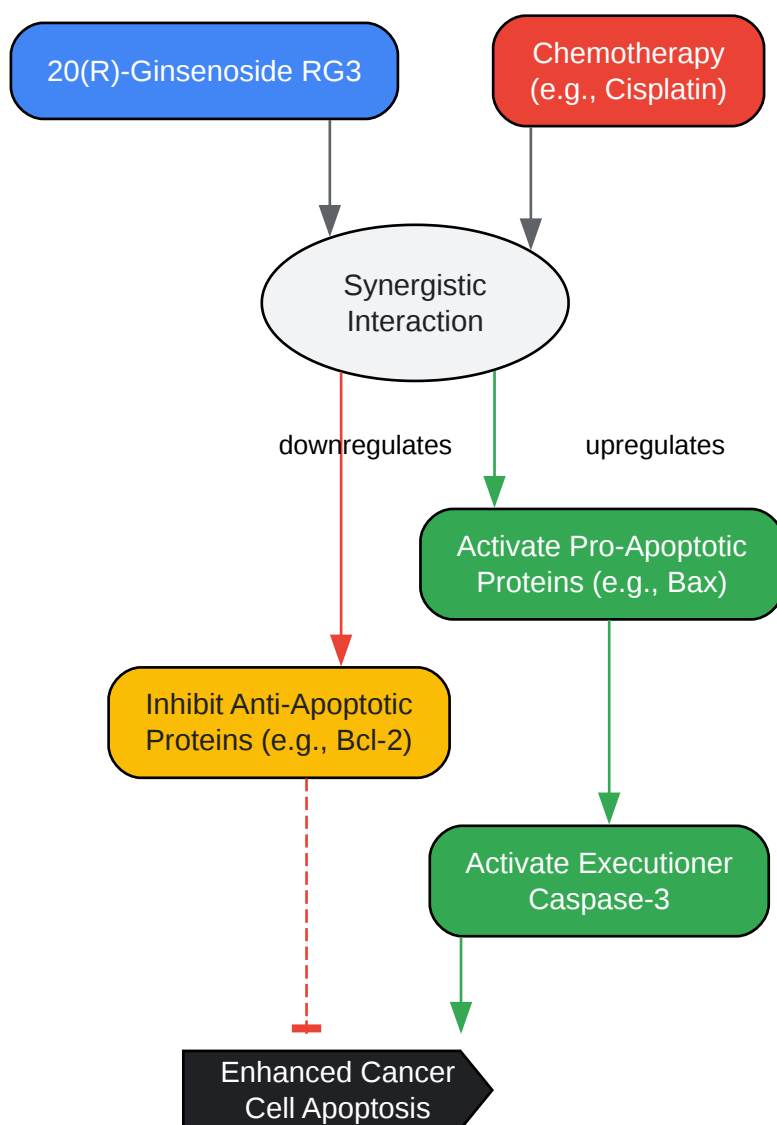 20(R)-Ginsenoside RG3
Chemotherapy
(e.g., Cisplatin)
Synergistic
Interaction
downregulates
upregulates
Activate Pro-Apoptotic
Proteins (e.g., Bax)
Inhibit Anti-Apoptotic
Proteins (e.g., Bcl-2)
Activate Executioner
Caspase-3
Enhanced Cancer
Cell Apoptosis